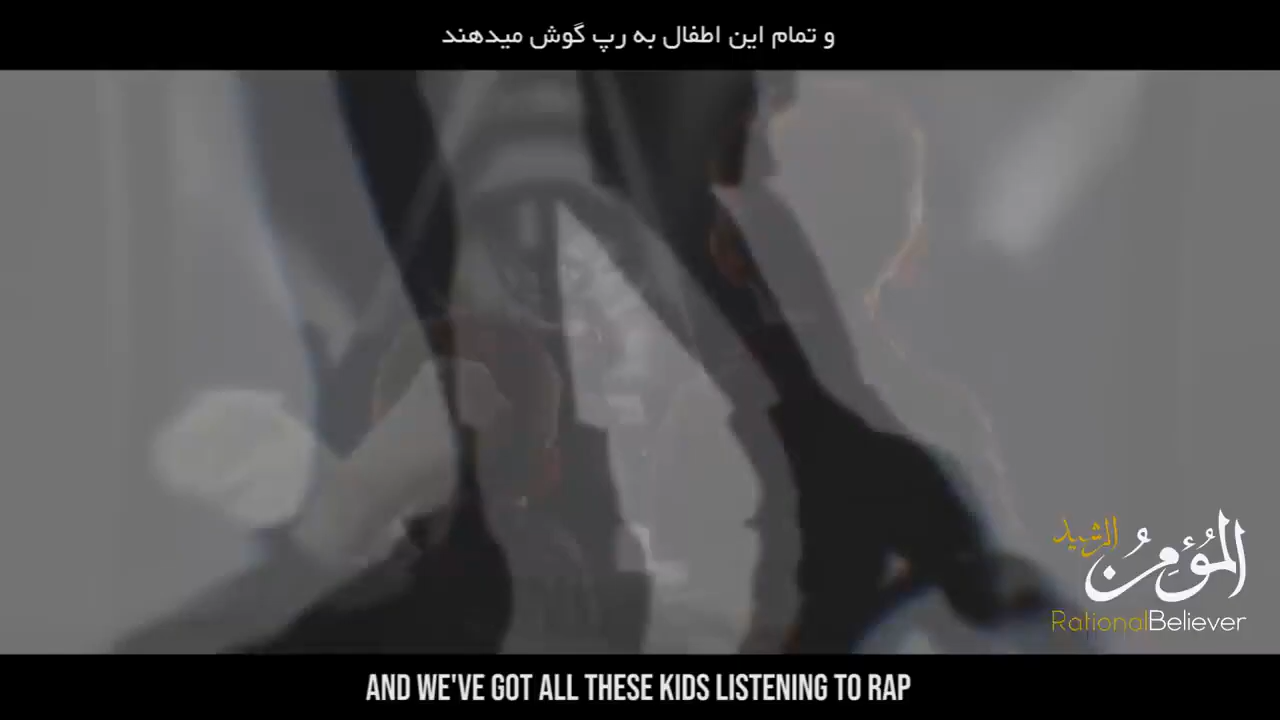 و تمام این اطفال به رپ گوش میدهند
المؤمن الرشيد
RationalBeliever
AND WE'VE GOT ALL THESE KIDS LISTENING TO RAP